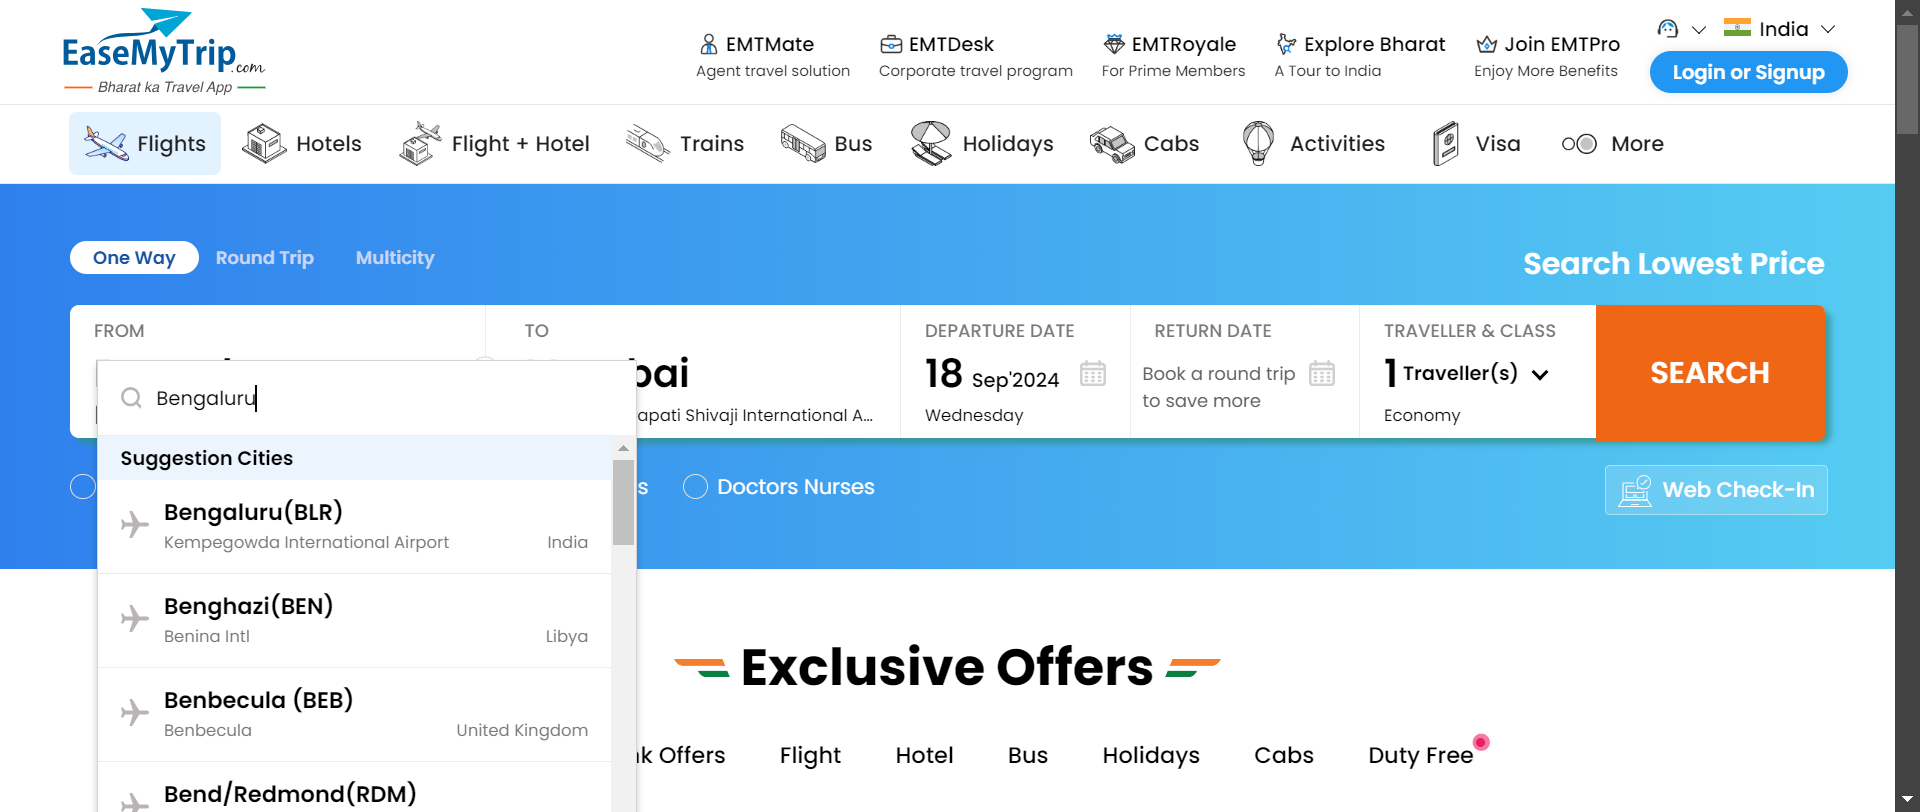 EaseMyTrip.com
Bharat ka Travel App
EMTMate
Agent travel solution
EMTDesk
Corporate travel program
EMTRoyale
For Prime Members
Explore Bharat
A Tour to India
Join EMTPro
Enjoy More Benefits
India
Login or Signup
Flights
Hotels
Flight + Hotel
Trains
Bus
Holidays
Cabs
Activities
Visa
More
One Way
Round Trip
Multicity
Search Lowest Price
FROM
TO
DEPARTURE DATE
18 Sep'2024
Wednesday
RETURN DATE
Book a round trip
to save more
TRAVELLER & CLASS
1 Traveller(s)
Economy
SEARCH
bai
apati Shivaji International A...
Bengaluru
Suggestion Cities
Bengaluru(BLR)
Kempegowda International Airport India
Benghazi(BEN)
Benina Intl Libya
Benbecula (BEB)
Benbecula United Kingdom
Bend/Redmond(RDM)
s
Doctors Nurses
Web Check-In
Exclusive Offers
nk Offers
Flight
Hotel
Bus
Holidays
Cabs
Duty Free